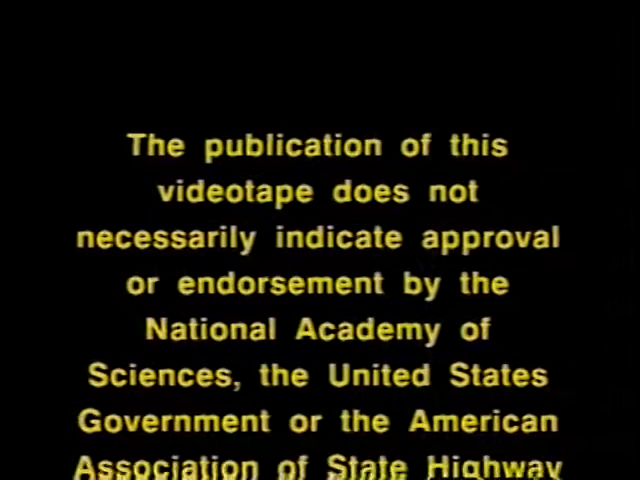 The publication of this
videotape does not
necessarily indicate approval
or endorsement by the
National Academy of
Sciences, the United States
Government or the American
Association of State Highway